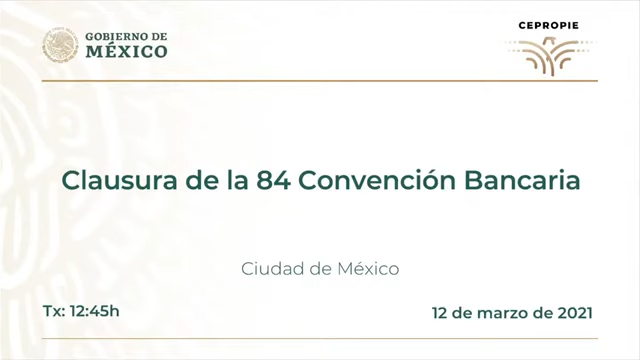 GOBIERNO DE
MÉXICO
CEPROPIE
Clausura de la 84 Convención Bancaria
Ciudad de México
Tx: 12:45h
12 de marzo de 2021